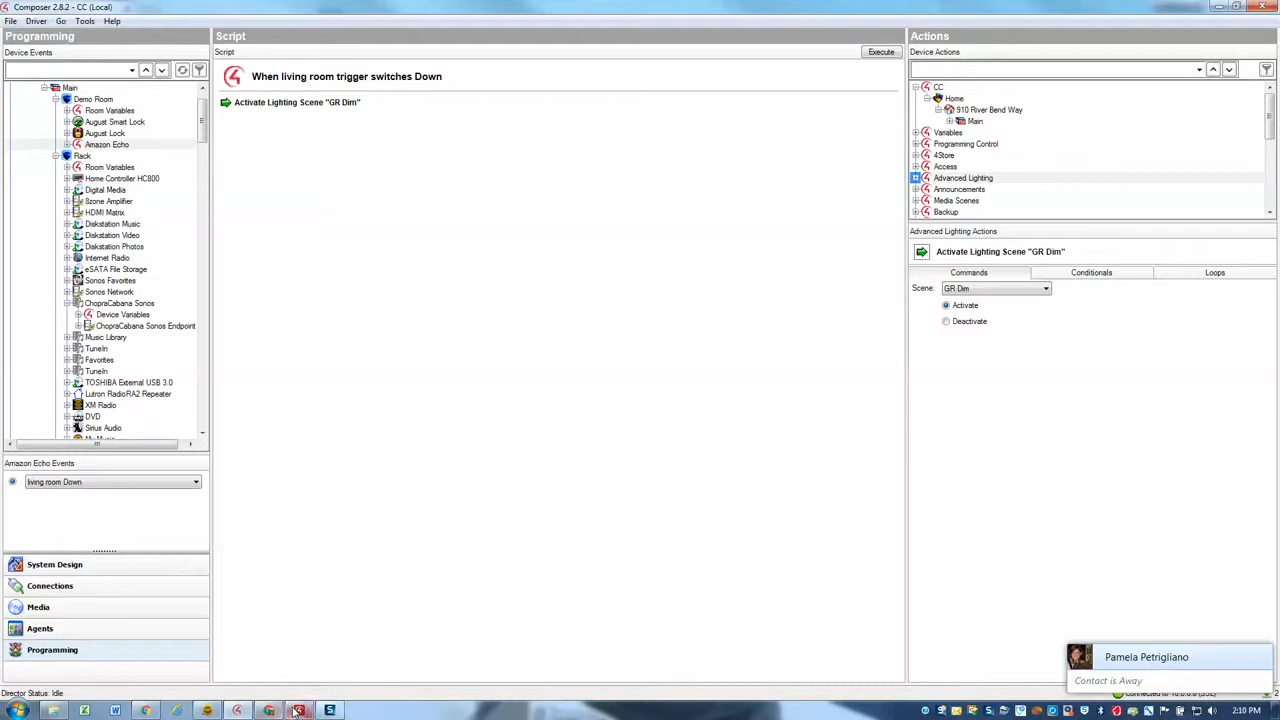 Composer 2.8.2 - CC (Local)
File Driver Go Tools Help
Programming
Device Events
Main
Demo Room
Room Variables
August Smart Lock
August Lock
Amazon Echo
Rack
Room Variables
Home Controller HC800
Digital Media
8zone Amplifier
HDMI Matrix
Diskstation Music
Diskstation Video
Diskstation Photos
Internet Radio
eSATA File Storage
Sonos Favorites
Sonos Network
ChopraCabana Sonos
Device Variables
ChopraCabana Sonos Endpoint
Music Library
TuneIn
Favorites
TuneIn
TOSHIBA External USB 3.0
Lutron RadioRA2 Repeater
XM Radio
DVD
Sirius Audio
Amazon Echo Events
living room Down
System Design
Connections
Media
Agents
Programming
Director Status: Idle
Script
Script
Execute
When living room trigger switches Down
Activate Lighting Scene "GR Dim"
Actions
Device Actions
CC
Home
910 River Bend Way
Main
Variables
Programming Control
4Store
Access
Advanced Lighting
Announcements
Media Scenes
Backup
Advanced Lighting Actions
Activate Lighting Scene "GR Dim"
Commands Conditionals Loops
Scene: GR Dim
Activate
Deactivate
Pamela Petrigliano
Contact is Away
2:10 PM